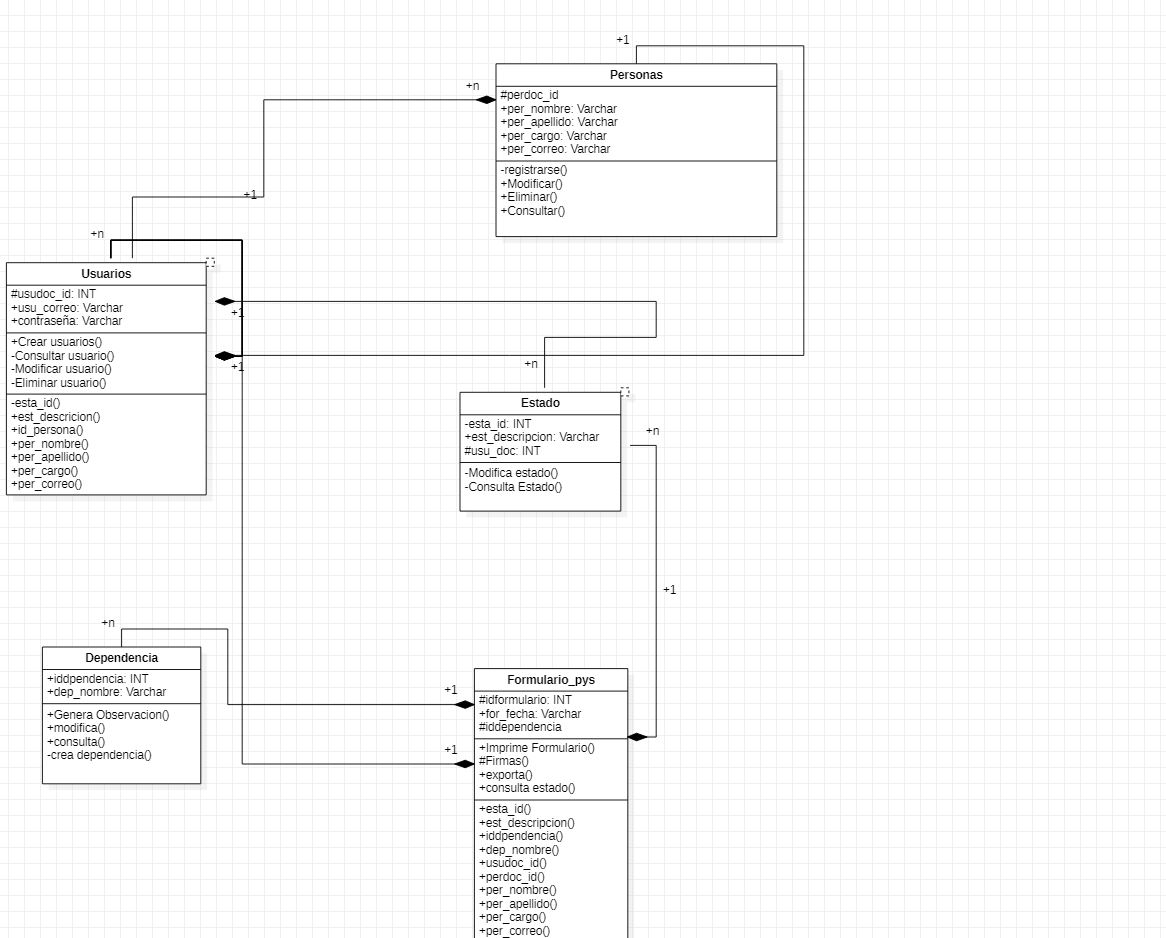 +1
Personas
+n
#perdoc_id
+per_nombre: Varchar
+per_apellido: Varchar
+per_cargo: Varchar
+per_correo: Varchar
-registrarse()
+Modificar()
+Eliminar()
+Consultar()
+1
+n
Usuarios
#usudoc_id: INT
+usu_correo: Varchar
+contraseña: Varchar
+Crear usuarios()
-Consultar usuario()
-Modificar usuario()
-Eliminar usuario()
-esta_id()
+est_descricion()
+id_persona()
+per_nombre()
+per_apellido()
+per_cargo()
+per_correo()
+1
+1
+n
Estado
-esta_id: INT
+est_descripcion: Varchar
#usu_doc: INT
-Modifica estado()
-Consulta Estado()
+n
+1
+n
Dependencia
+iddpendencia: INT
+dep_nombre: Varchar
+Genera Observacion()
+modifica()
+consulta()
-crea dependencia()
+1
+1
Formulario_pys
#idformulario: INT
+for_fecha: Varchar
#iddependencia
+Imprime Formulario()
#Firmas()
+exporta()
+consulta estado()
+esta_id()
+est_descripcion()
+iddpendencia()
+dep_nombre()
+usudoc_id()
+perdoc_id()
+per_nombre()
+per_apellido()
+per_cargo()
+per_correo()